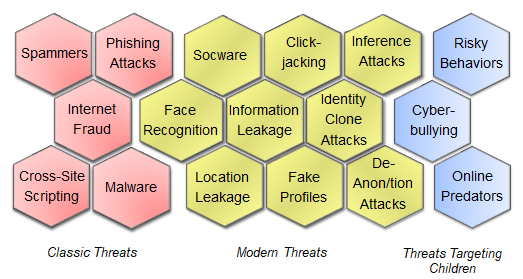 Spammers
Phishing
Attacks
Socware
Click-
jacking
Inference
Attacks
Risky
Behaviors
Internet
Fraud
Face
Recognition
Information
Leakage
Identity
Clone
Attacks
Cyber-
bullying
Cross-Site
Scripting
Malware
Location
Leakage
Fake
Profiles
De-
Anon/tion
Attacks
Online
Predators
Classic Threats
Modern Threats
Threats Targeting
Children